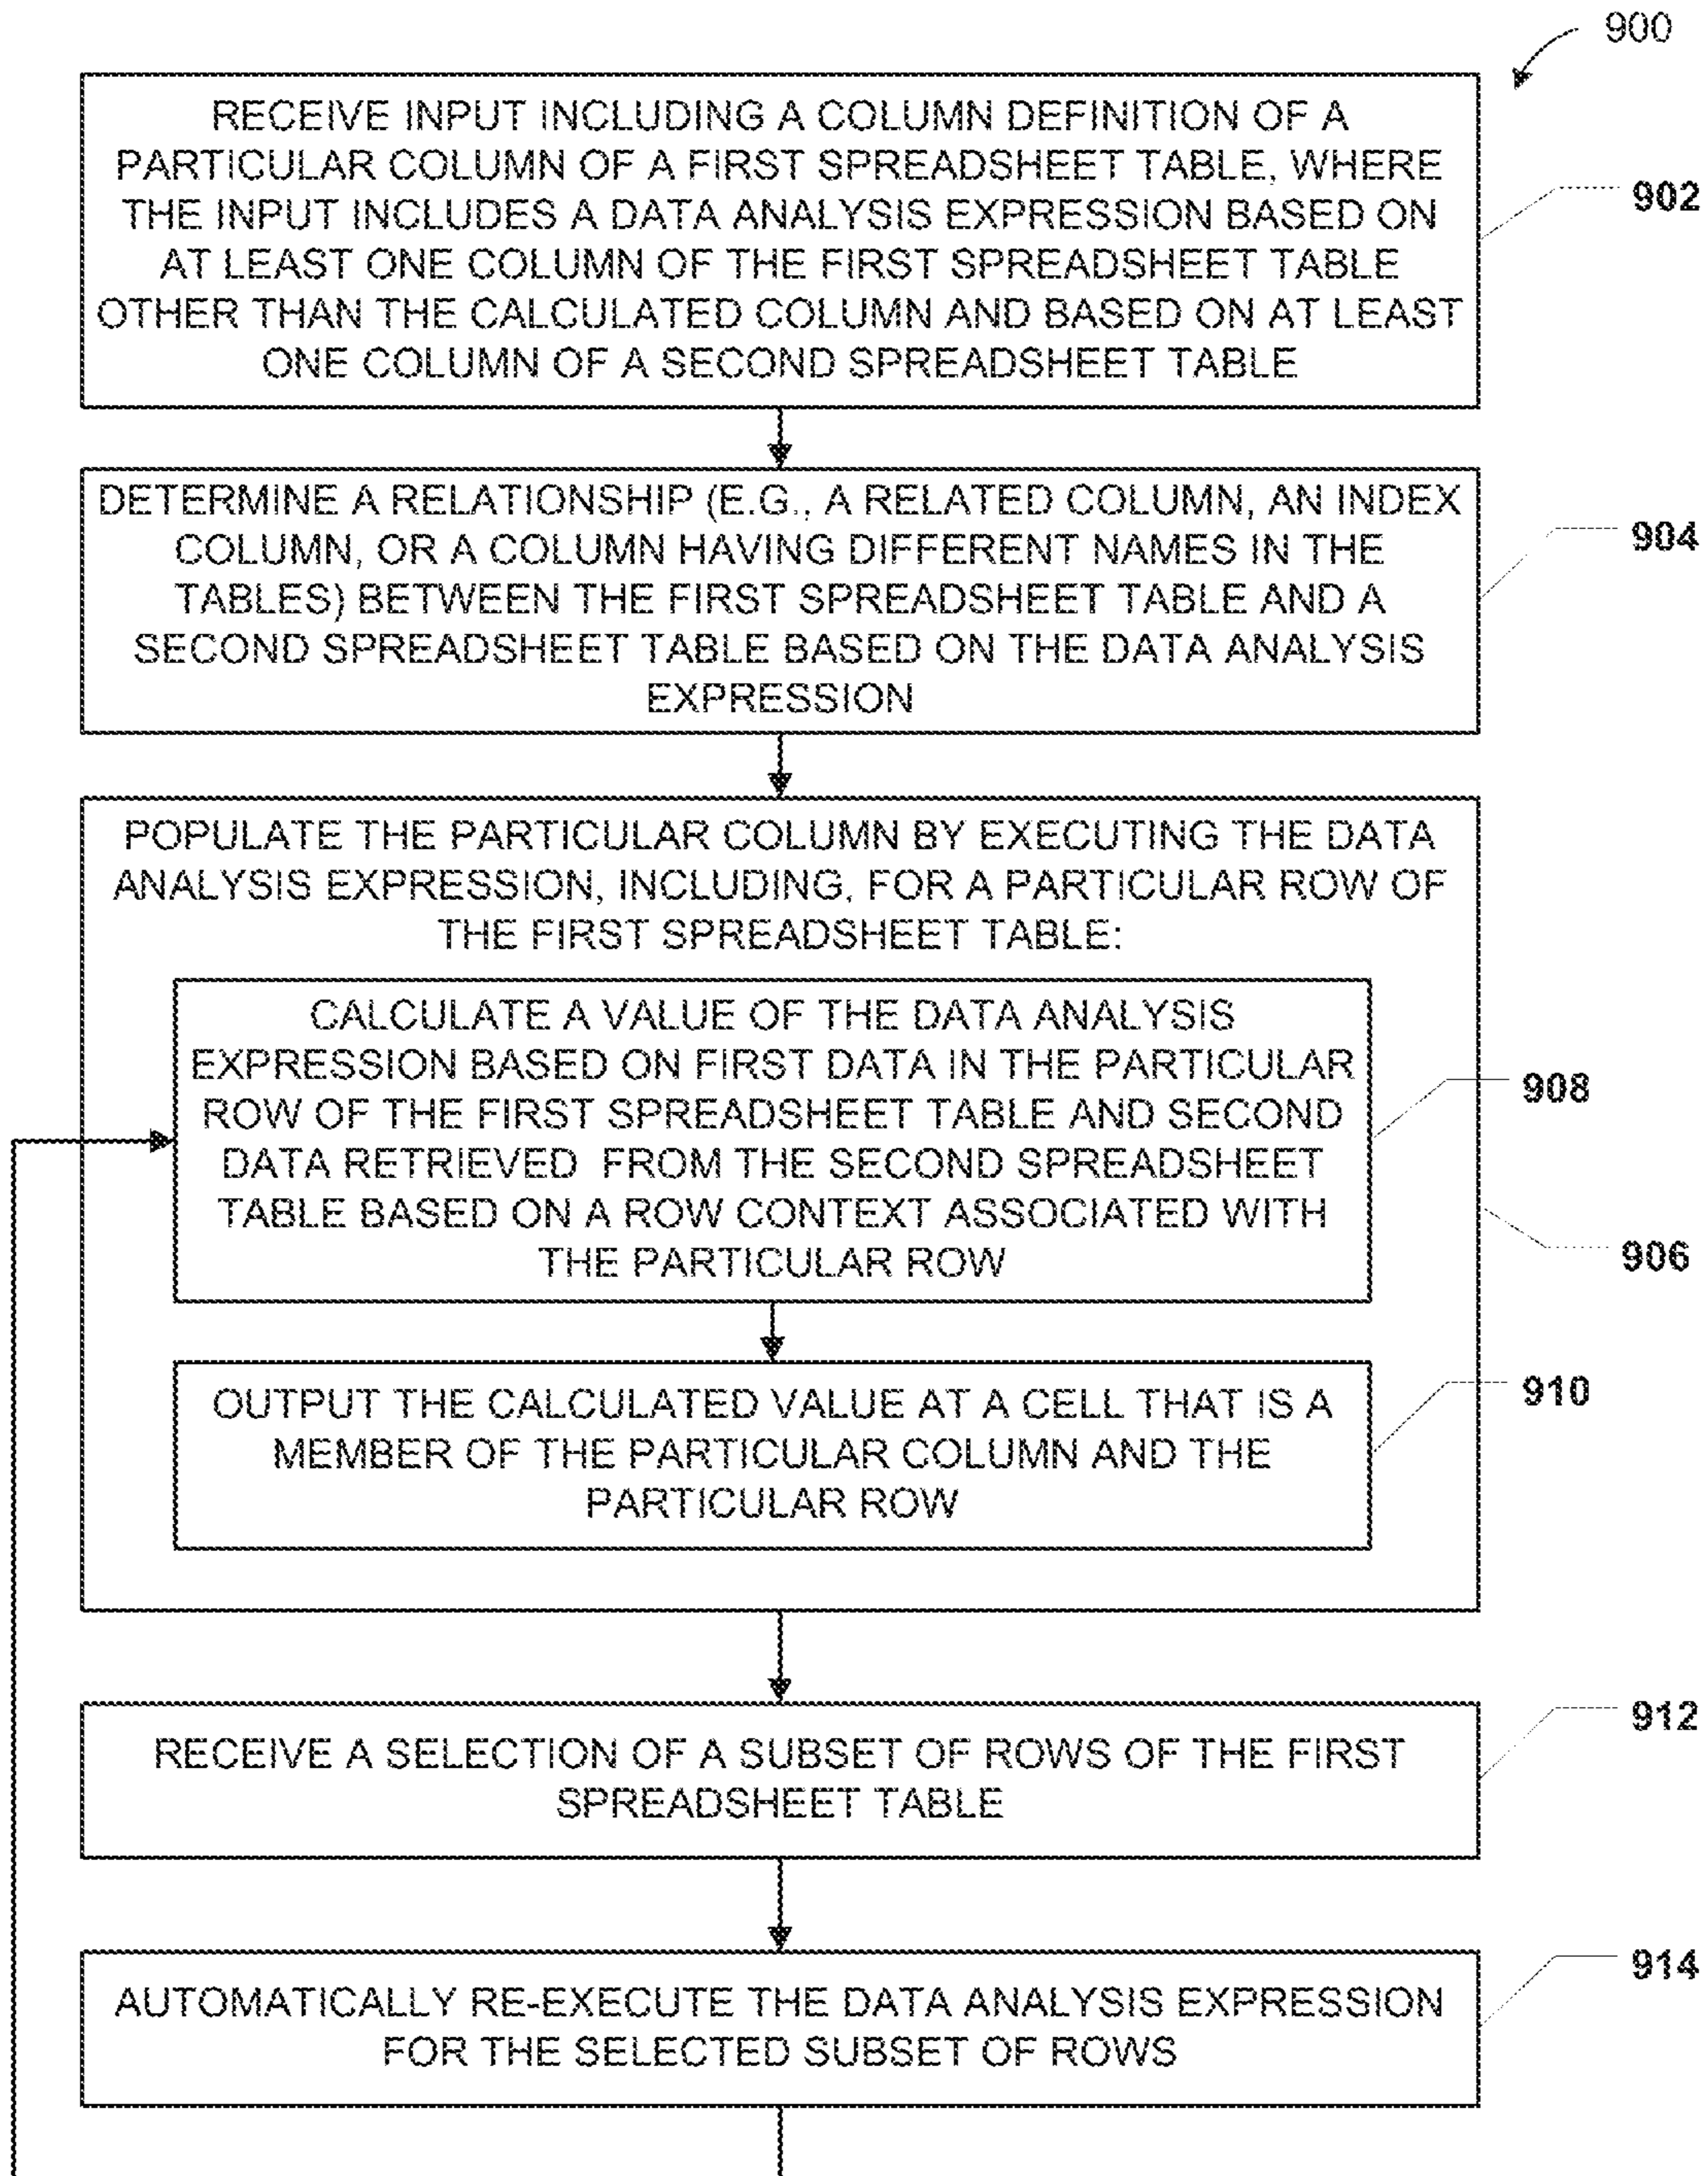 900
RECEIVE INPUT INCLUDING A COLUMN DEFINITION OF A
PARTICULAR COLUMN OF A FIRST SPREADSHEET TABLE, WHERE
THE INPUT INCLUDES A DATA ANALYSIS EXPRESSION BASED ON
AT LEAST ONE COLUMN OF THE FIRST SPREADSHEET TABLE
OTHER THAN THE CALCULATED COLUMN AND BASED ON AT LEAST
ONE COLUMN OF A SECOND SPREADSHEET TABLE
902
DETERMINE A RELATIONSHIP (E.G., A RELATED COLUMN, AN INDEX
COLUMN, OR A COLUMN HAVING DIFFERENT NAMES IN THE
TABLES) BETWEEN THE FIRST SPREADSHEET TABLE AND A
SECOND SPREADSHEET TABLE BASED ON THE DATA ANALYSIS
EXPRESSION
904
POPULATE THE PARTICULAR COLUMN BY EXECUTING THE DATA
ANALYSIS EXPRESSION, INCLUDING, FOR A PARTICULAR ROW OF
THE FIRST SPREADSHEET TABLE:
CALCULATE A VALUE OF THE DATA ANALYSIS
EXPRESSION BASED ON FIRST DATA IN THE PARTICULAR
ROW OF THE FIRST SPREADSHEET TABLE AND SECOND
DATA RETRIEVED FROM THE SECOND SPREADSHEET
TABLE BASED ON A ROW CONTEXT ASSOCIATED WITH
THE PARTICULAR ROW
908
906
OUTPUT THE CALCULATED VALUE AT A CELL THAT IS A
MEMBER OF THE PARTICULAR COLUMN AND THE
PARTICULAR ROW
910
RECEIVE A SELECTION OF A SUBSET OF ROWS OF THE FIRST
SPREADSHEET TABLE
912
AUTOMATICALLY RE-EXECUTE THE DATA ANALYSIS EXPRESSION
FOR THE SELECTED SUBSET OF ROWS
914